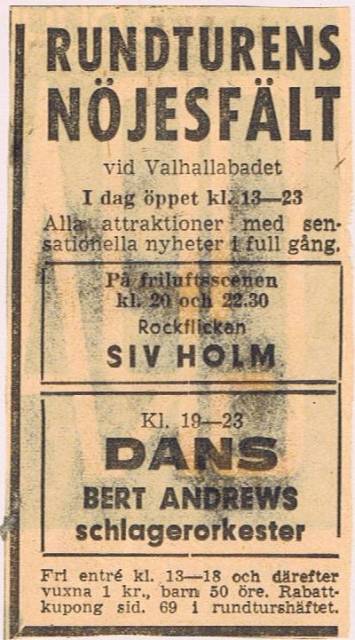 RUNDTURENS
NÖJESFÄLT
vid Valhallabadet
I dag öppet kl. 13—23
Alla attraktioner med sen-
sationella nyheter i full gång.
På friluftsscenen
kl. 20 och 22.30
Rockflickan
SIV HOLM
Kl. 19—23
DANS
BERT ANDREWS
schlagerorkester
Fri entré kl. 13—18 och därefter
vuxna 1 kr., barn 50 öre. Rabatt-
kupong sid. 69 i rundturshäftet.